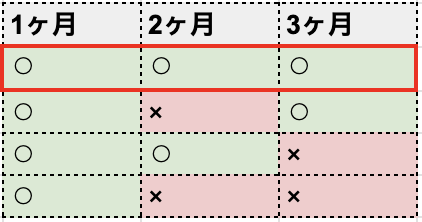 1ヶ月 2ヶ月 3ヶ月
○ ○ ○
○ × ○
○ ○ ×
○ × ×